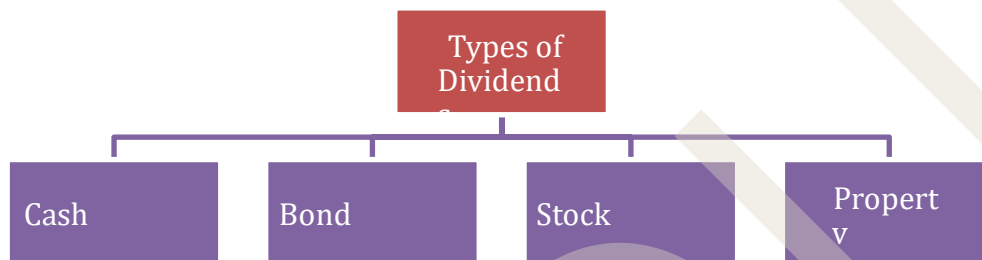 Types of
Dividend
s
Cash
Bond
Stock
Propert
y